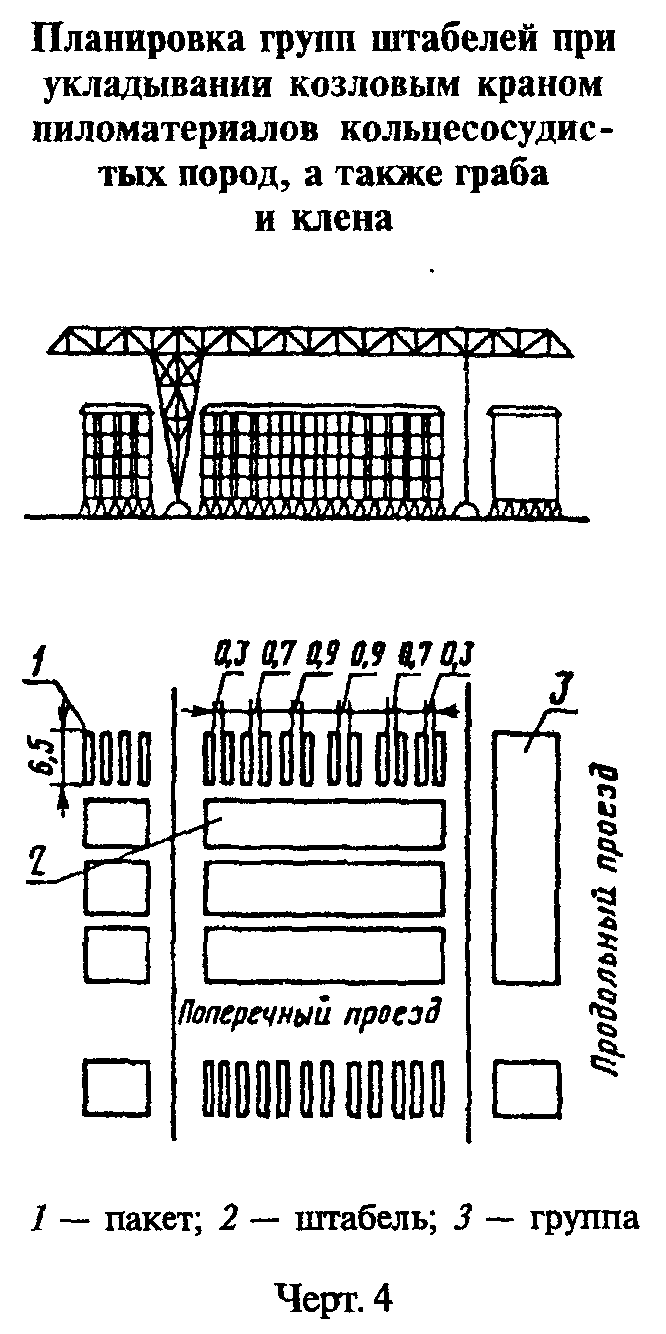 Планировка групп штабелей при
укладывании козловым краном
пиломатериалов кольцесосудис-
тых пород, а также граба
и клена
0,3 0,7 0,9 0,9 0,7 0,3
1
3
6,5
2
Продольный проезд
Поперечный проезд
1 — пакет; 2 — штабель; 3 — группа
Черт. 4